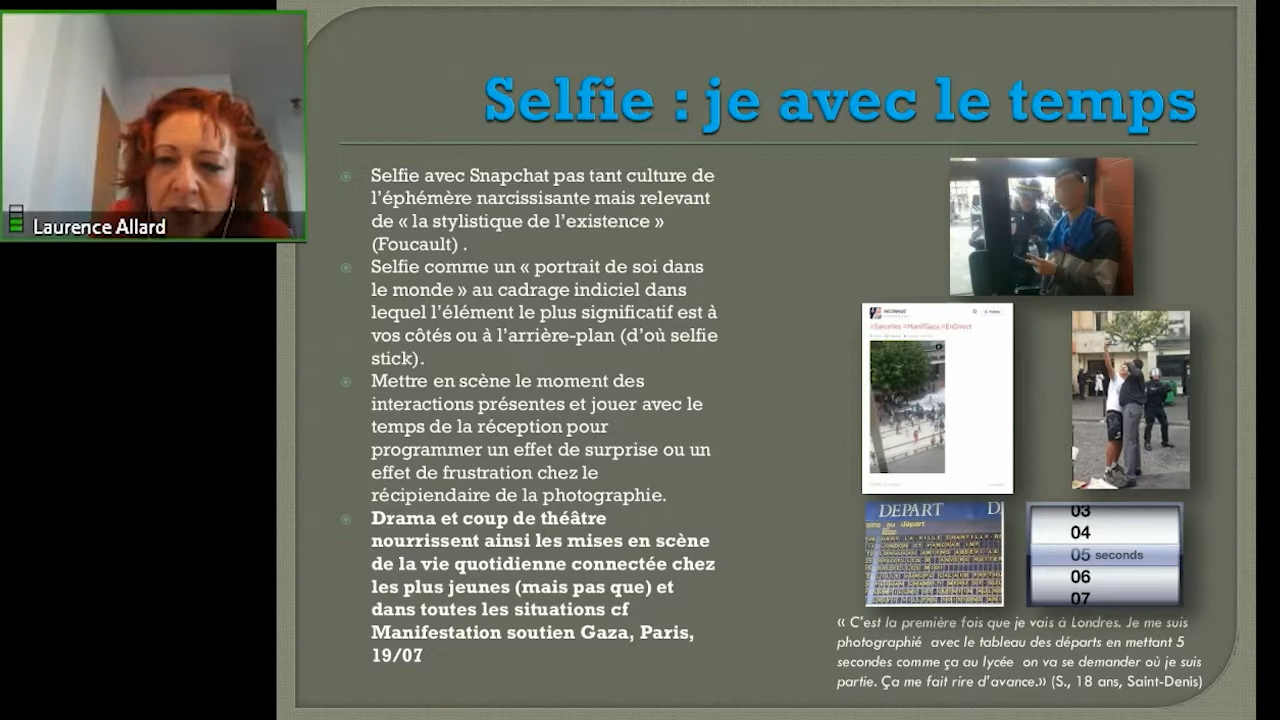 Selfie : je avec le temps
Laurence Allard
Selfie avec Snapchat pas tant culture de
l’éphémère narcissisante mais relevant
de « la stylistique de l’existence »
(Foucault) .
Selfie comme un « portrait de soi dans
le monde » au cadrage indiciel dans
lequel l’élément le plus significatif est à
vos côtés ou à l’arrière-plan (d’où selfie
stick).
Mettre en scène le moment des
interactions présentes et jouer avec le
temps de la réception pour
programmer un effet de surprise ou un
effet de frustration chez le
récipiendaire de la photographie.
Drama et coup de théâtre
nourrissent ainsi les mises en scène
de la vie quotidienne connectée chez
les plus jeunes (mais pas que) et
dans toutes les situations cf
Manifestation soutien Gaza, Paris,
19/07
INCONNUE
#Sarcelles #ManifGaza #EnDirect
DEPART D
au départ
03
04
05 seconds
06
07
« C’est la première fois que je vais à Londres. Je me suis
photographié avec le tableau des départs en mettant 5
secondes comme ça au lycée on va se demander où je suis
partie. Ça me fait rire d’avance.» (S., 18 ans, Saint-Denis)